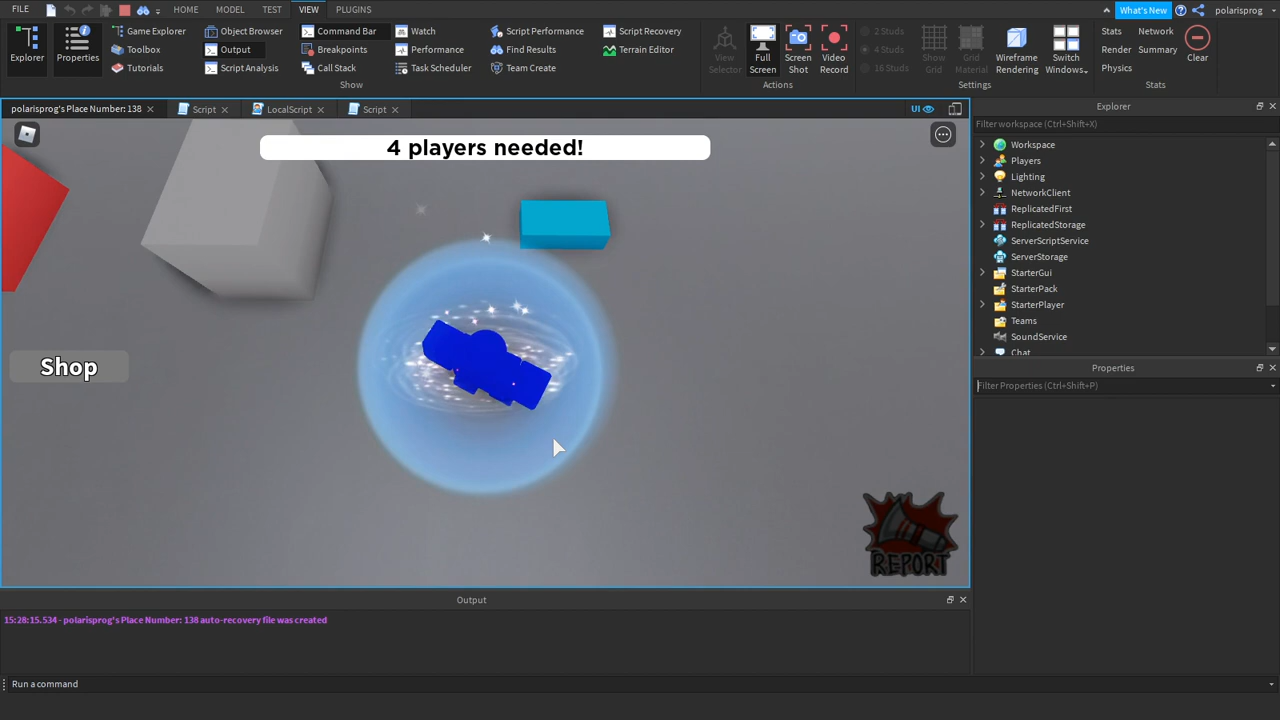 FILE HOME MODEL TEST VIEW PLUGINS What's New polarisprog
Explorer
Properties
Game Explorer
Toolbox
Tutorials
Object Browser
Output
Script Analysis
Command Bar
Breakpoints
Call Stack
Watch
Performance
Task Scheduler
Script Performance
Find Results
Team Create
Script Recovery
Terrain Editor
Show
View
Selector
Full
Screen
Screen
Shot
Video
Record
Actions
2 Studs
4 Studs
16 Studs
Show
Grid
Grid
Material
Wireframe
Rendering
Switch
Windows
Settings
Stats
Render
Physics
Network
Summary
Clear
Stats
polarisprog's Place Number: 138 Script LocalScript Script UI
4 players needed!
Shop
REPORT
Explorer
Filter workspace (Ctrl+Shift+X)
Workspace
Players
Lighting
NetworkClient
ReplicatedFirst
ReplicatedStorage
ServerScriptService
ServerStorage
StarterGui
StarterPack
StarterPlayer
Teams
SoundService
Chat
Properties
Filter Properties (Ctrl+Shift+P)
Output
15:28:15.534 - polarisprog's Place Number: 138 auto-recovery file was created
Run a command